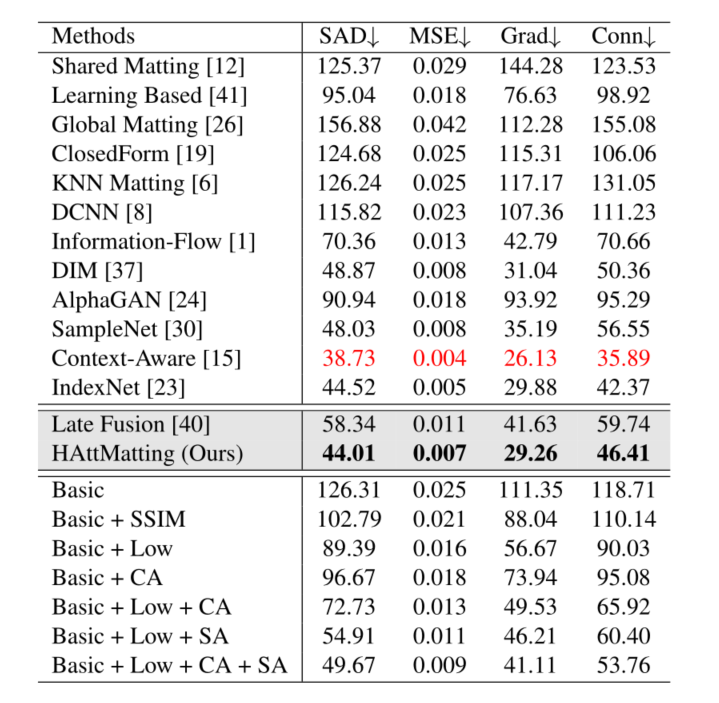 Methods SAD↓ MSE↓ Grad↓ Conn↓
Shared Matting [12] 125.37 0.029 144.28 123.53
Learning Based [41] 95.04 0.018 76.63 98.92
Global Matting [26] 156.88 0.042 112.28 155.08
ClosedForm [19] 124.68 0.025 115.31 106.06
KNN Matting [6] 126.24 0.025 117.17 131.05
DCNN [8] 115.82 0.023 107.36 111.23
Information-Flow [1] 70.36 0.013 42.79 70.66
DIM [37] 48.87 0.008 31.04 50.36
AlphaGAN [24] 90.94 0.018 93.92 95.29
SampleNet [30] 48.03 0.008 35.19 56.55
Context-Aware [15] 38.73 0.004 26.13 35.89
IndexNet [23] 44.52 0.005 29.88 42.37
Late Fusion [40] 58.34 0.011 41.63 59.74
HAttMatting (Ours) 44.01 0.007 29.26 46.41
Basic 126.31 0.025 111.35 118.71
Basic + SSIM 102.79 0.021 88.04 110.14
Basic + Low 89.39 0.016 56.67 90.03
Basic + CA 96.67 0.018 73.94 95.08
Basic + Low + CA 72.73 0.013 49.53 65.92
Basic + Low + SA 54.91 0.011 46.21 60.40
Basic + Low + CA + SA 49.67 0.009 41.11 53.76